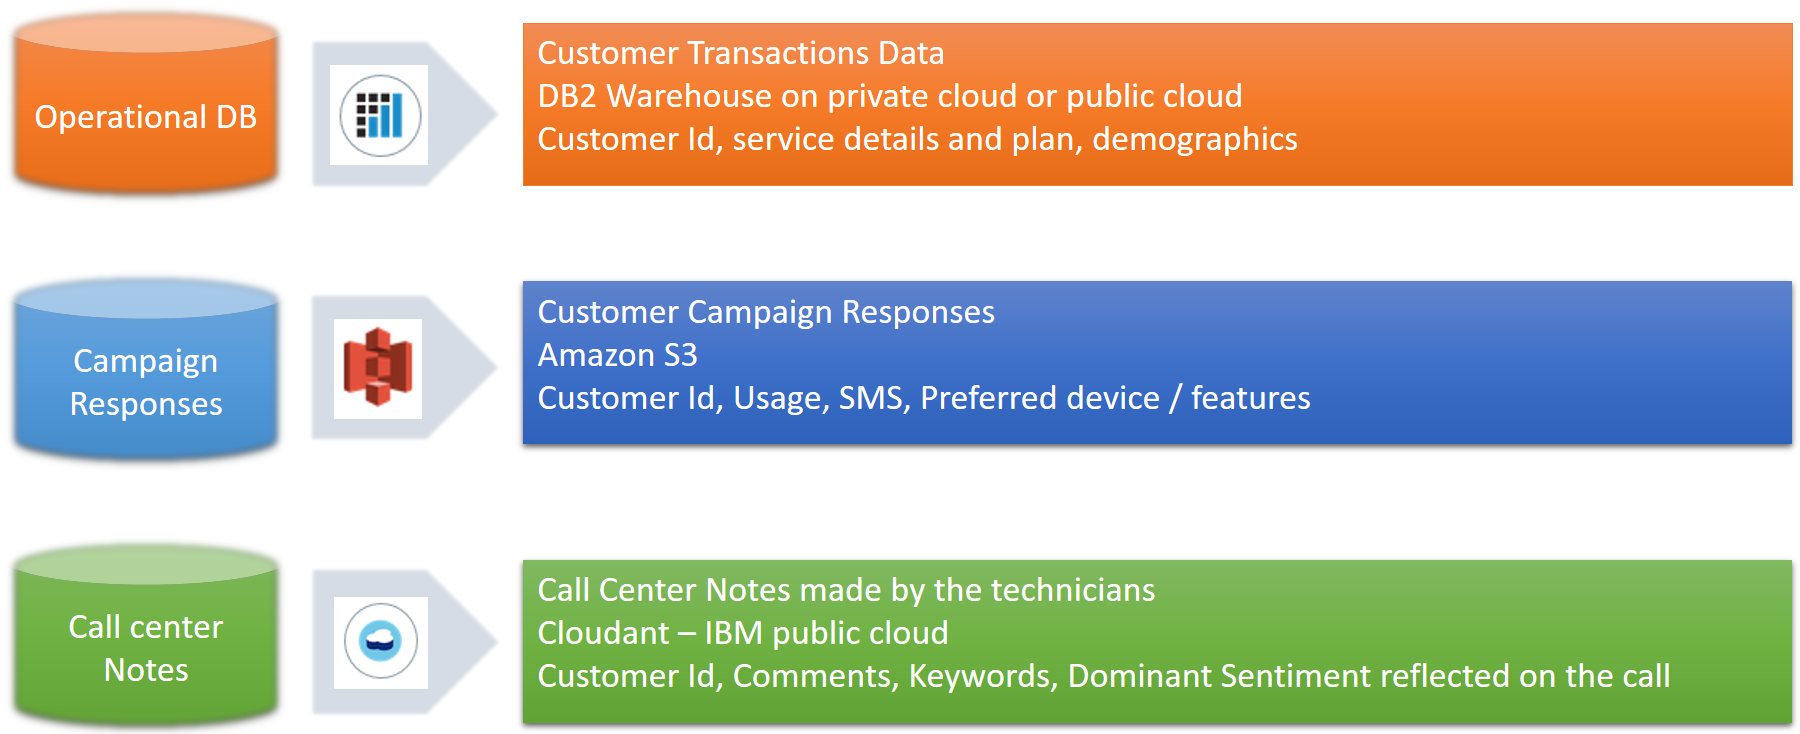 Operational DB
Customer Transactions Data
DB2 Warehouse on private cloud or public cloud
Customer Id, service details and plan, demographics
Campaign
Responses
Customer Campaign Responses
Amazon S3
Customer Id, Usage, SMS, Preferred device / features
Call center
Notes
Call Center Notes made by the technicians
Cloudant – IBM public cloud
Customer Id, Comments, Keywords, Dominant Sentiment reflected on the call